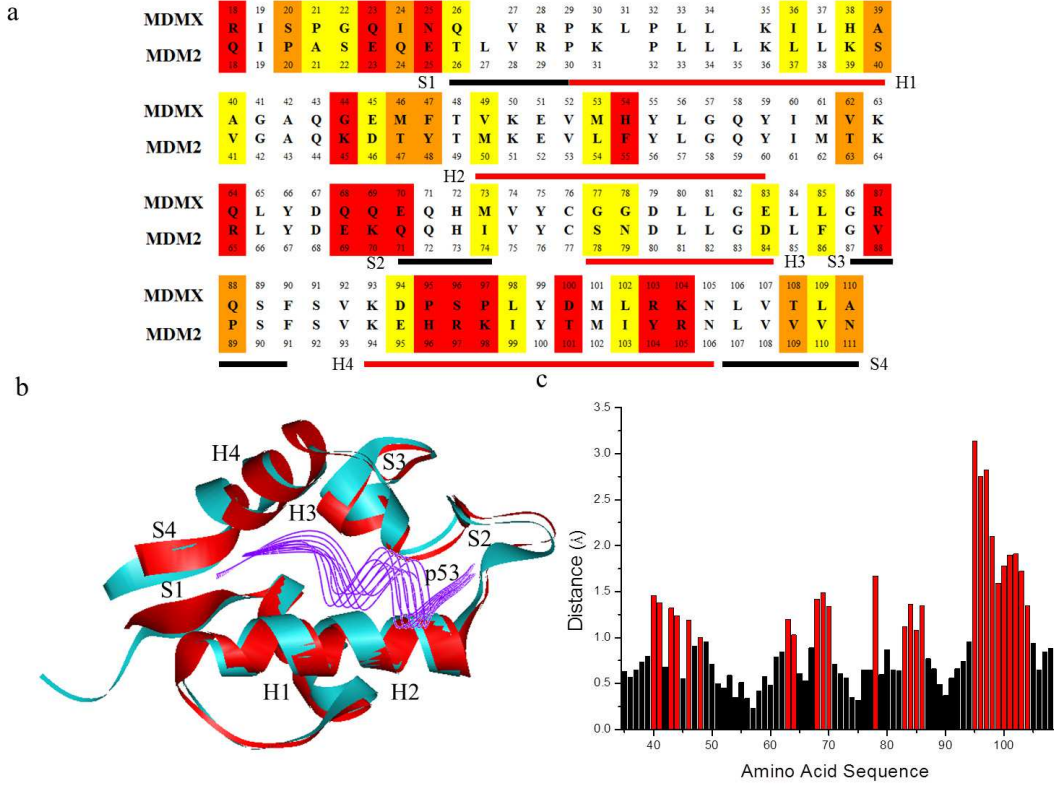 a
18 19 20 21 22 23 24 25 26 27 28 29 30 31 32 33 34 35 36 37 38 39
MDMX R I S P G Q I N Q V R P K L P L L K I L H A
MDM2 Q I P A S E Q E T L V R P K P L L L K L L K S
18 19 20 21 22 23 24 25 26 27 28 29 30 31 32 33 34 35 36 37 38 39 40
S1 H1
40 41 42 43 44 45 46 47 48 49 50 51 52 53 54 55 56 57 58 59 60 61 62 63
MDMX A G A Q G E M F T V K E V M H Y L G Q Y I M V K
MDM2 V G A Q K D T Y T M K E V L F Y L G Q Y I M T K
41 42 43 44 45 46 47 48 49 50 51 52 53 54 55 56 57 58 59 60 61 62 63 64
H2
64 65 66 67 68 69 70 71 72 73 74 75 76 77 78 79 80 81 82 83 84 85 86 87
MDMX Q L Y D Q Q E Q H M V Y C G G D L L G E L L G R
MDM2 R L Y D E K Q Q H I V Y C S N D L L G D L F G V
65 66 67 68 69 70 71 72 73 74 75 76 77 78 79 80 81 82 83 84 85 86 87 88
S2 H3 S3
88 89 90 91 92 93 94 95 96 97 98 99 100 101 102 103 104 105 106 107 108 109 110
MDMX Q S F S V K D P S P L Y D M L R K N L V T L A
MDM2 P S F S V K E H R K I Y T M I Y R N L V V V N
89 90 91 92 93 94 95 96 97 98 99 100 101 102 103 104 105 106 107 108 109 110 111
H4 S4
b
H4
S3
H3
S4
S2
S1
p53
H1
H2
c
3.5
3.0
2.5
2.0
1.5
1.0
0.5
0.0
Distance (Å)
40 50 60 70 80 90 100
Amino Acid Sequence